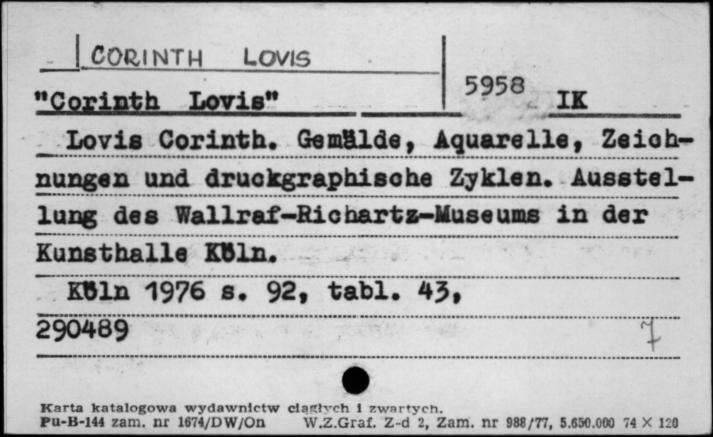 CORINTH LOVIS
"Corinth Lovis"
5958 IK
Lovis Corinth. Gemälde, Aquarelle, Zeich-
nungen und druckgraphische Zyklen. Ausstel-
lung des Wallraf-Richartz-Museums in der
Kunsthalle Köln.
Köln 1976 s. 92, tabl. 43,
290489
7
Karta katalogowa wydawnictw ciągłych i zwartych.
Pu-B-144 zam. nr 1674/DW/On W.Z.Graf. Z-d 2, Zam. nr 988/77, 5.650.000 74 × 120